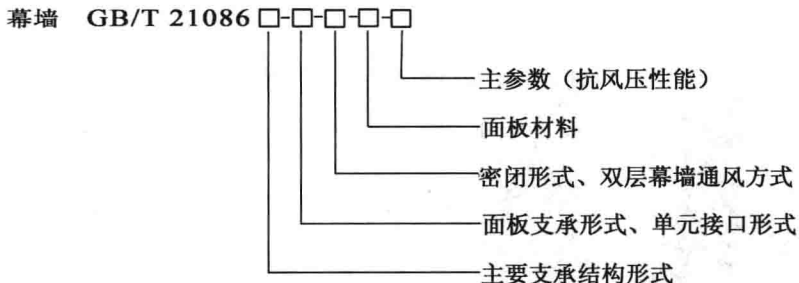 幕墙 GB/T 21086 □-□-□-□-□
主参数（抗风压性能）
面板材料
密闭形式、双层幕墙通风方式
面板支承形式、单元接口形式
主要支承结构形式